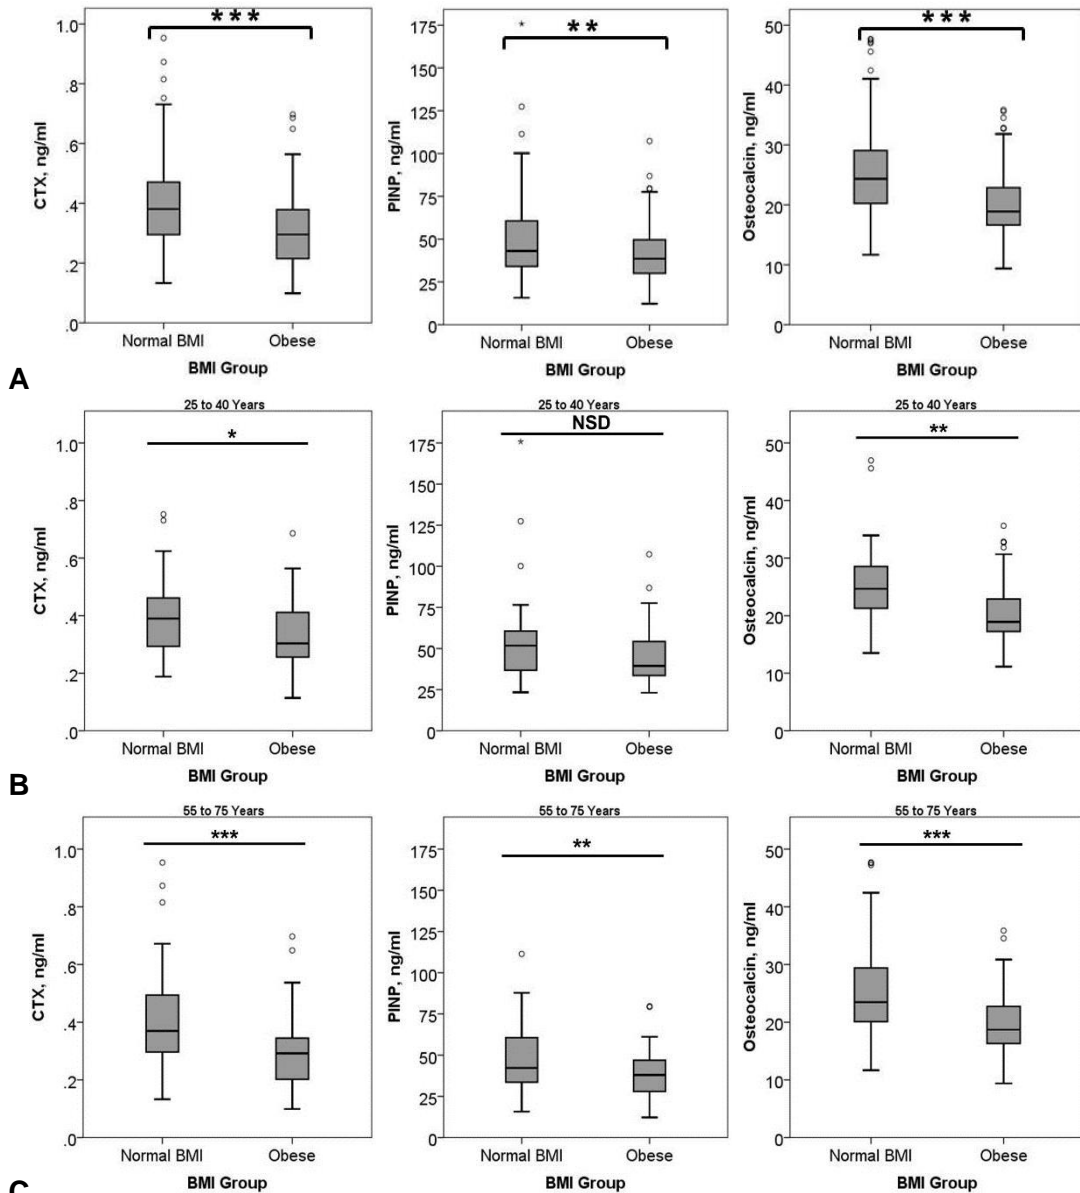 ***
1.0
.8
.6
.4
.2
.0
CTX, ng/ml
Normal BMI Obese
BMI Group
**
175
150
125
100
75
50
25
0
PINP, ng/ml
*
Normal BMI Obese
BMI Group
***
50
40
30
20
10
0
Osteocalcin, ng/ml
Normal BMI Obese
BMI Group
A
25 to 40 Years
*
1.0
.8
.6
.4
.2
.0
CTX, ng/ml
Normal BMI Obese
BMI Group
25 to 40 Years
NSD
175
150
125
100
75
50
25
0
PINP, ng/ml
*
Normal BMI Obese
BMI Group
25 to 40 Years
**
50
40
30
20
10
0
Osteocalcin, ng/ml
Normal BMI Obese
BMI Group
B
55 to 75 Years
***
1.0
.8
.6
.4
.2
.0
CTX, ng/ml
Normal BMI Obese
BMI Group
55 to 75 Years
**
175
150
125
100
75
50
25
0
PINP, ng/ml
Normal BMI Obese
BMI Group
55 to 75 Years
***
50
40
30
20
10
0
Osteocalcin, ng/ml
Normal BMI Obese
BMI Group
C